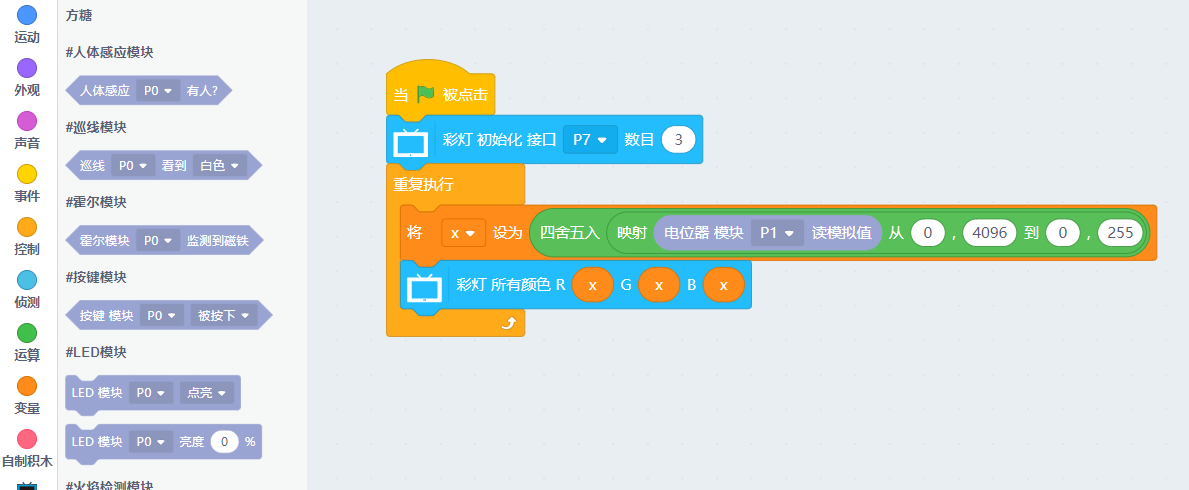 运动
外观
声音
事件
控制
侦测
运算
变量
自制积木
方糖
#人体感应模块
人体感应 P0 有人?
#巡线模块
巡线 P0 看到 白色
#霍尔模块
霍尔模块 P0 监测到磁铁
#按键模块
按键 模块 P0 被按下
#LED模块
LED 模块 P0 点亮
LED 模块 P0 亮度 0 %
#火焰检测模块
当 被点击
彩灯 初始化 接口 P7 数目 3
重复执行
将 x 设为 四舍五入 映射 电位器 模块 P1 读模拟值 从 0 , 4096 到 0 , 255
彩灯 所有颜色 R x G x B x